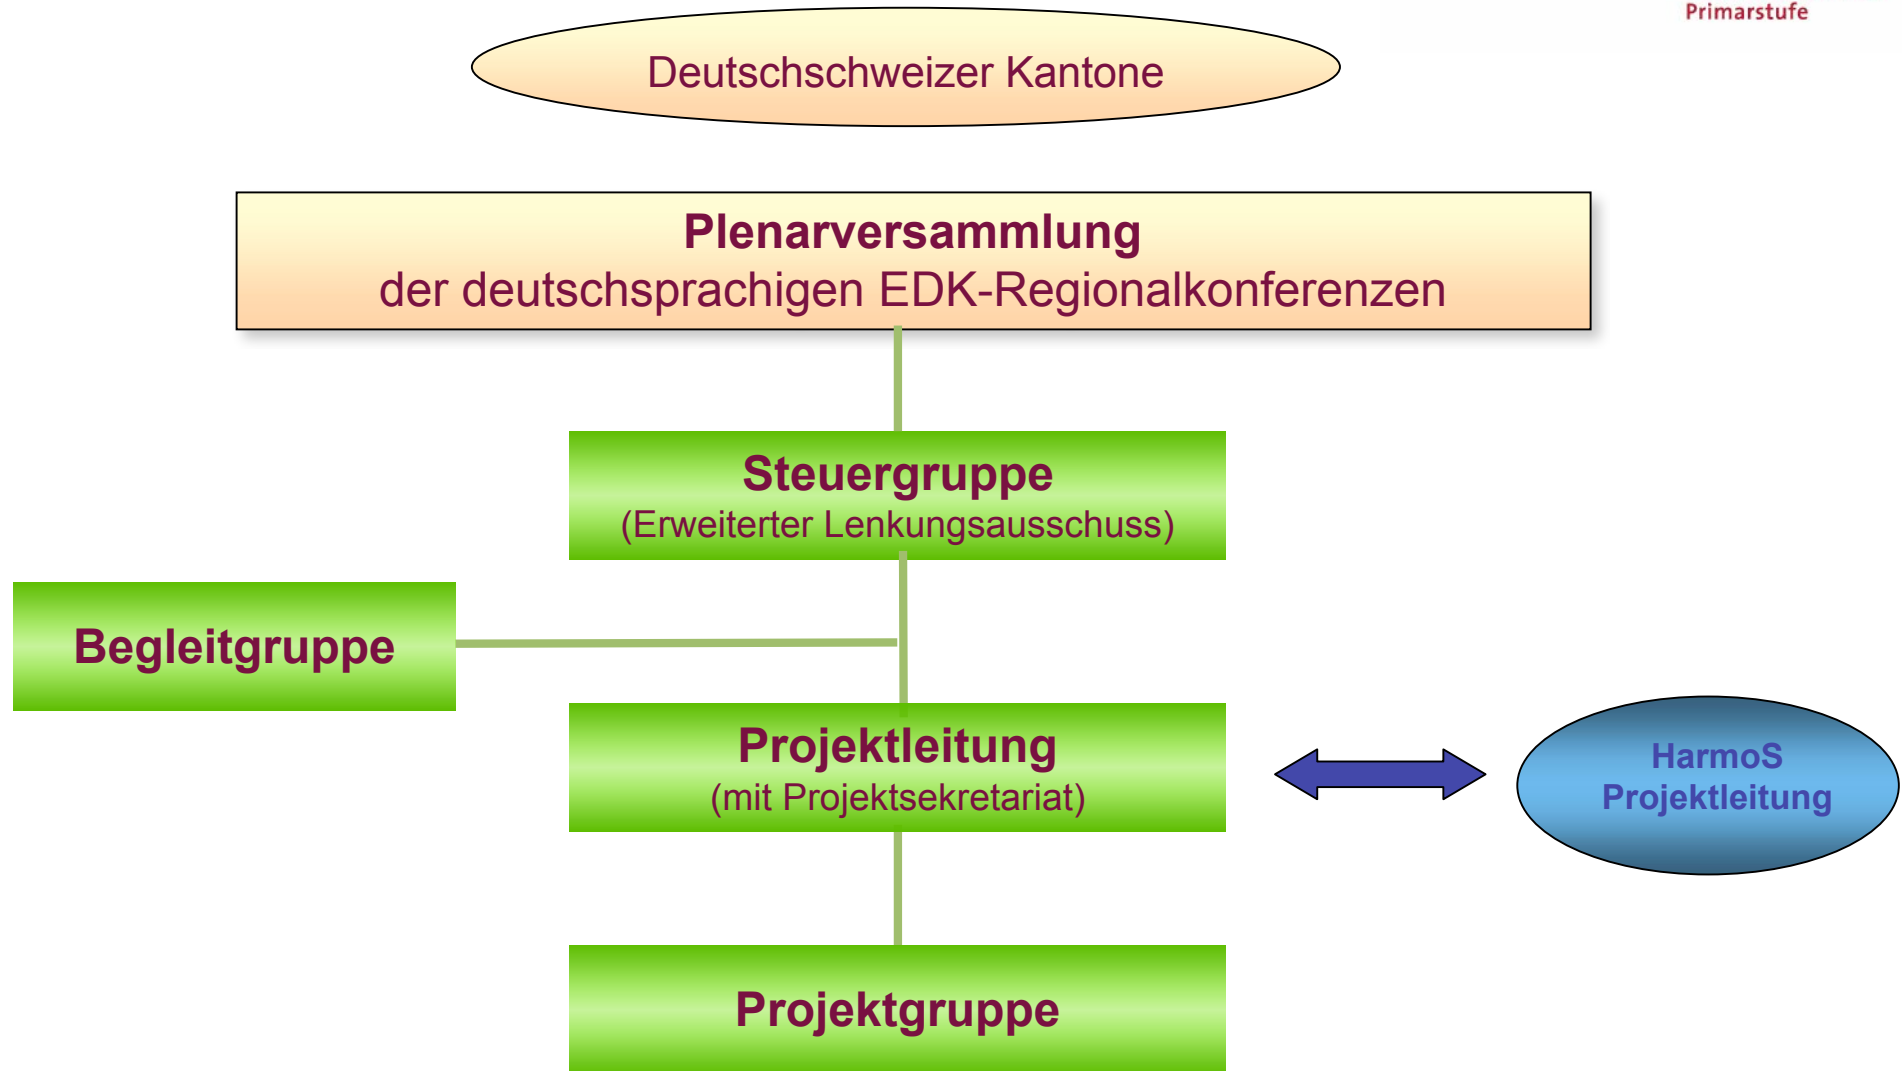 Primarstufe
Deutschschweizer Kantone
Plenarversammlung
der deutschsprachigen EDK-Regionalkonferenzen
Steuergruppe
(Erweiterter Lenkungsausschuss)
Begleitgruppe
Projektleitung
(mit Projektsekretariat)
HarmoS
Projektleitung
Projektgruppe